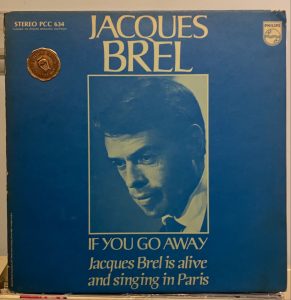 STEREO PCC 634
JACQUES
BREL
PHILIPS
IF YOU GO AWAY
Jacques Brel is alive
and singing in Paris